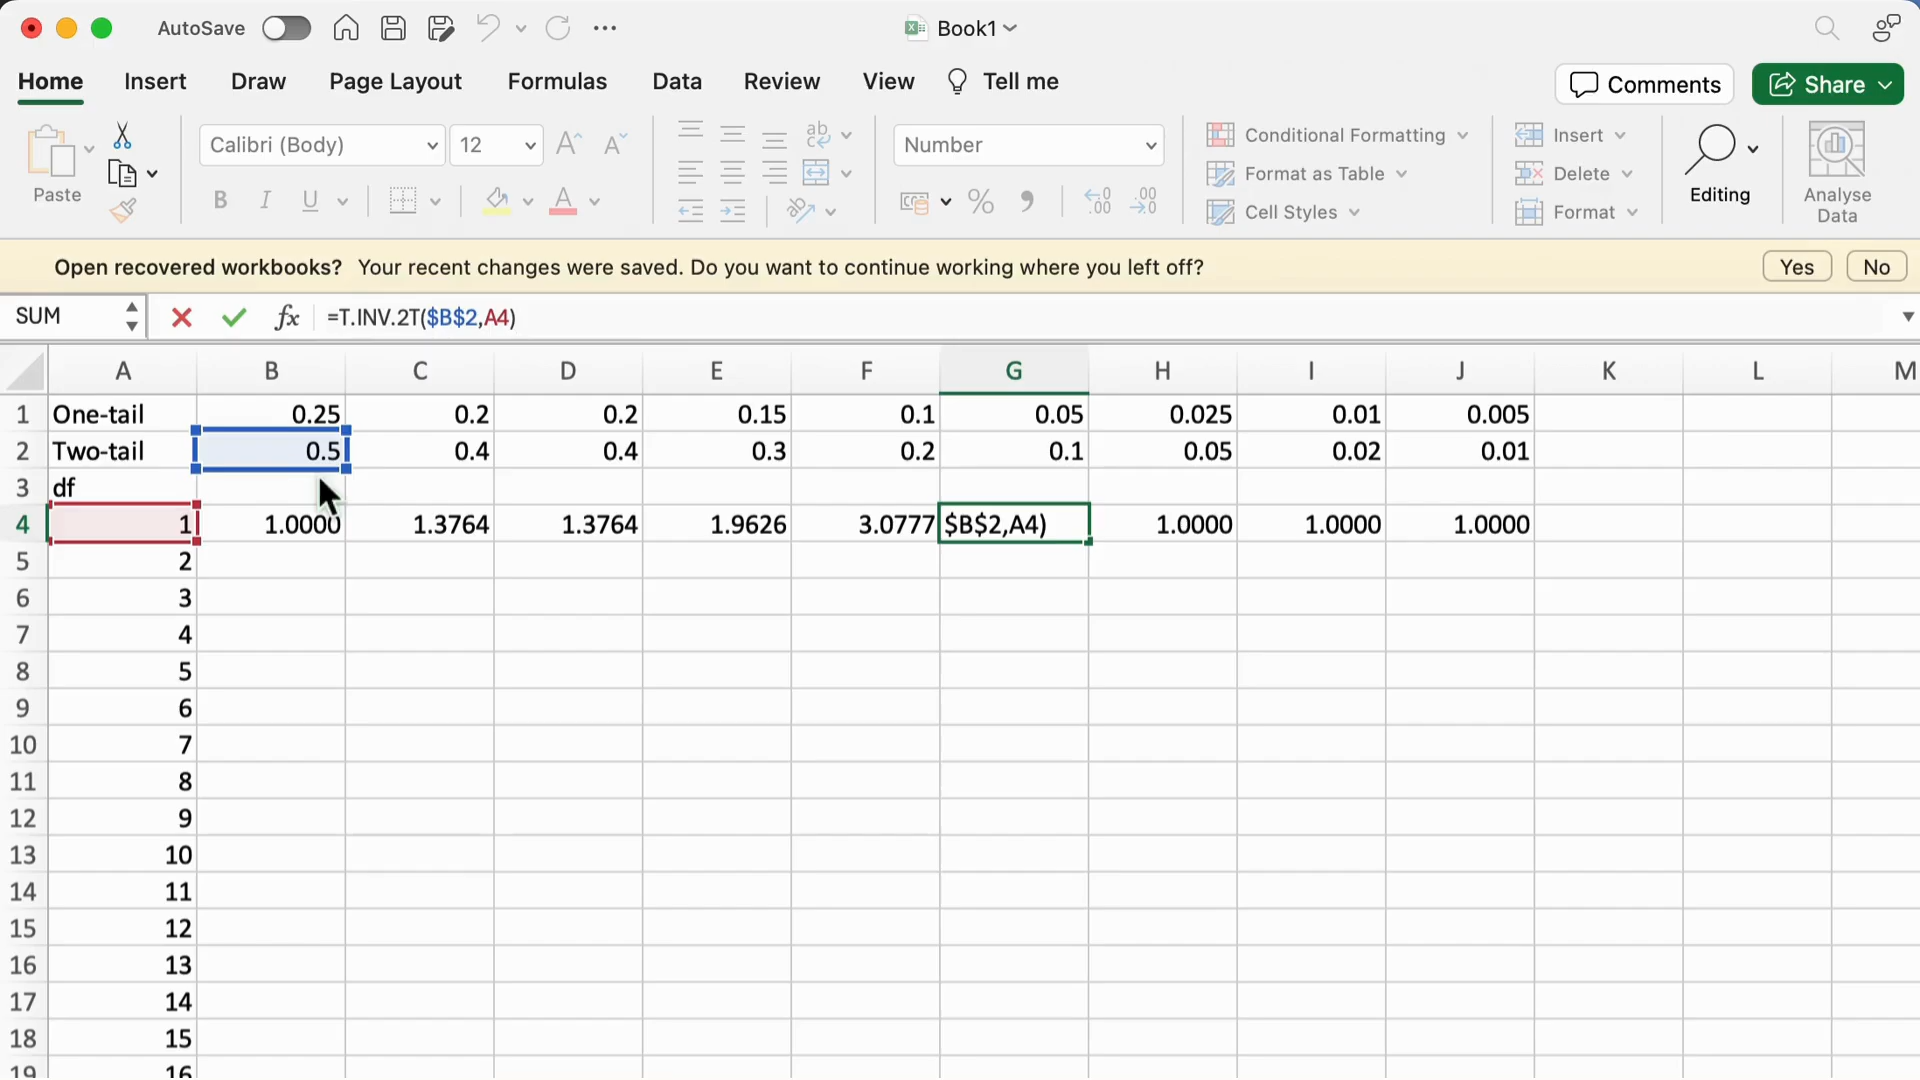 AutoSave Book1
Home Insert Draw Page Layout Formulas Data Review View Tell me Comments Share
Paste Calibri (Body) 12 A A B I U A ab Number % .00 .00 Conditional Formatting Format as Table Cell Styles Insert Delete Format Editing Analyse Data
Open recovered workbooks? Your recent changes were saved. Do you want to continue working where you left off? Yes No
SUM fx =T.INV.2T($B$2,A4)
A B C D E F G H I J K L M
1 One-tail 0.25 0.2 0.2 0.15 0.1 0.05 0.025 0.01 0.005
2 Two-tail 0.5 0.4 0.4 0.3 0.2 0.1 0.05 0.02 0.01
3 df
4 1 1.0000 1.3764 1.3764 1.9626 3.0777 $B$2,A4) 1.0000 1.0000 1.0000
5 2
6 3
7 4
8 5
9 6
10 7
11 8
12 9
13 10
14 11
15 12
16 13
17 14
18 15
19 16